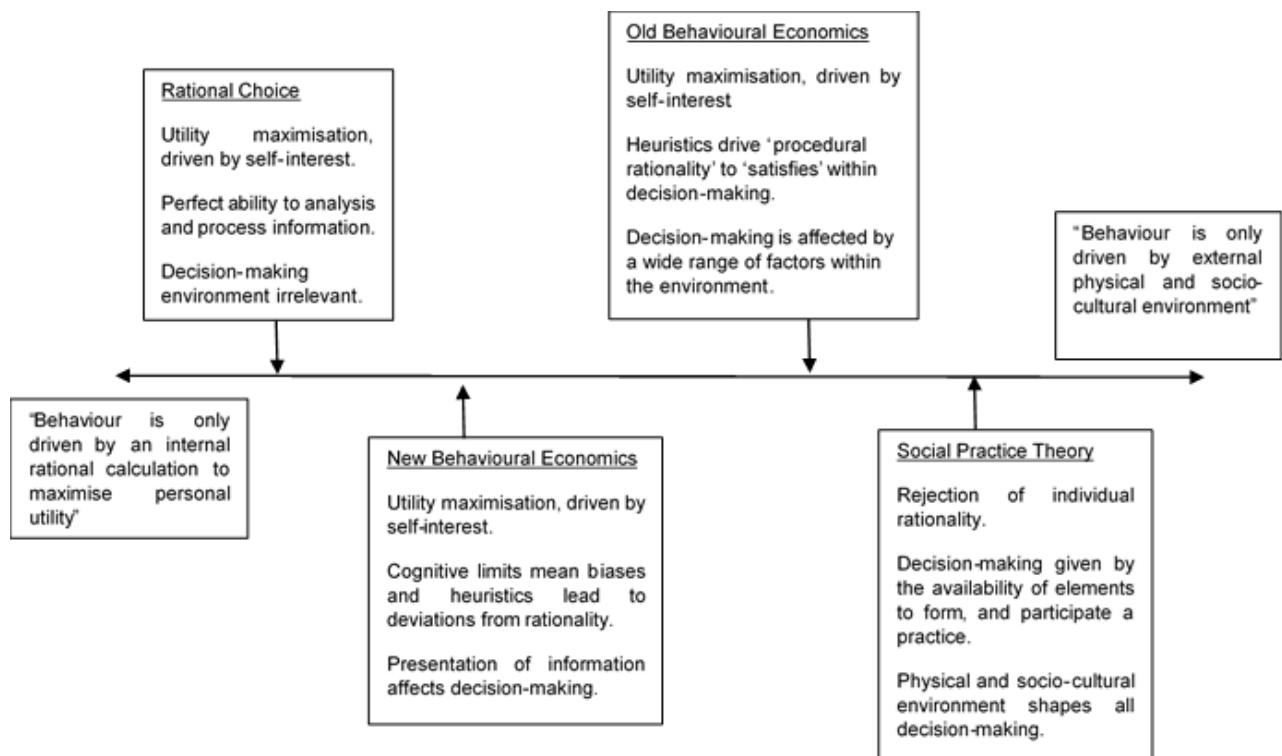 Rational Choice
Utility maximisation,
driven by self-interest.
Perfect ability to analysis
and process information.
Decision-making
environment irrelevant.
Old Behavioural Economics
Utility maximisation, driven by
self-interest
Heuristics drive ‘procedural
rationality’ to ‘satisfies’ within
decision-making.
Decision-making is affected by
a wide range of factors within
the environment.
“Behaviour is only
driven by external
physical and socio-
cultural environment”
“Behaviour is only
driven by an internal
rational calculation to
maximise personal
utility”
New Behavioural Economics
Utility maximisation, driven by
self-interest.
Cognitive limits mean biases
and heuristics lead to
deviations from rationality.
Presentation of information
affects decision-making.
Social Practice Theory
Rejection of individual
rationality.
Decision-making given by
the availability of elements
to form, and participate a
practice.
Physical and socio-cultural
environment shapes all
decision-making.